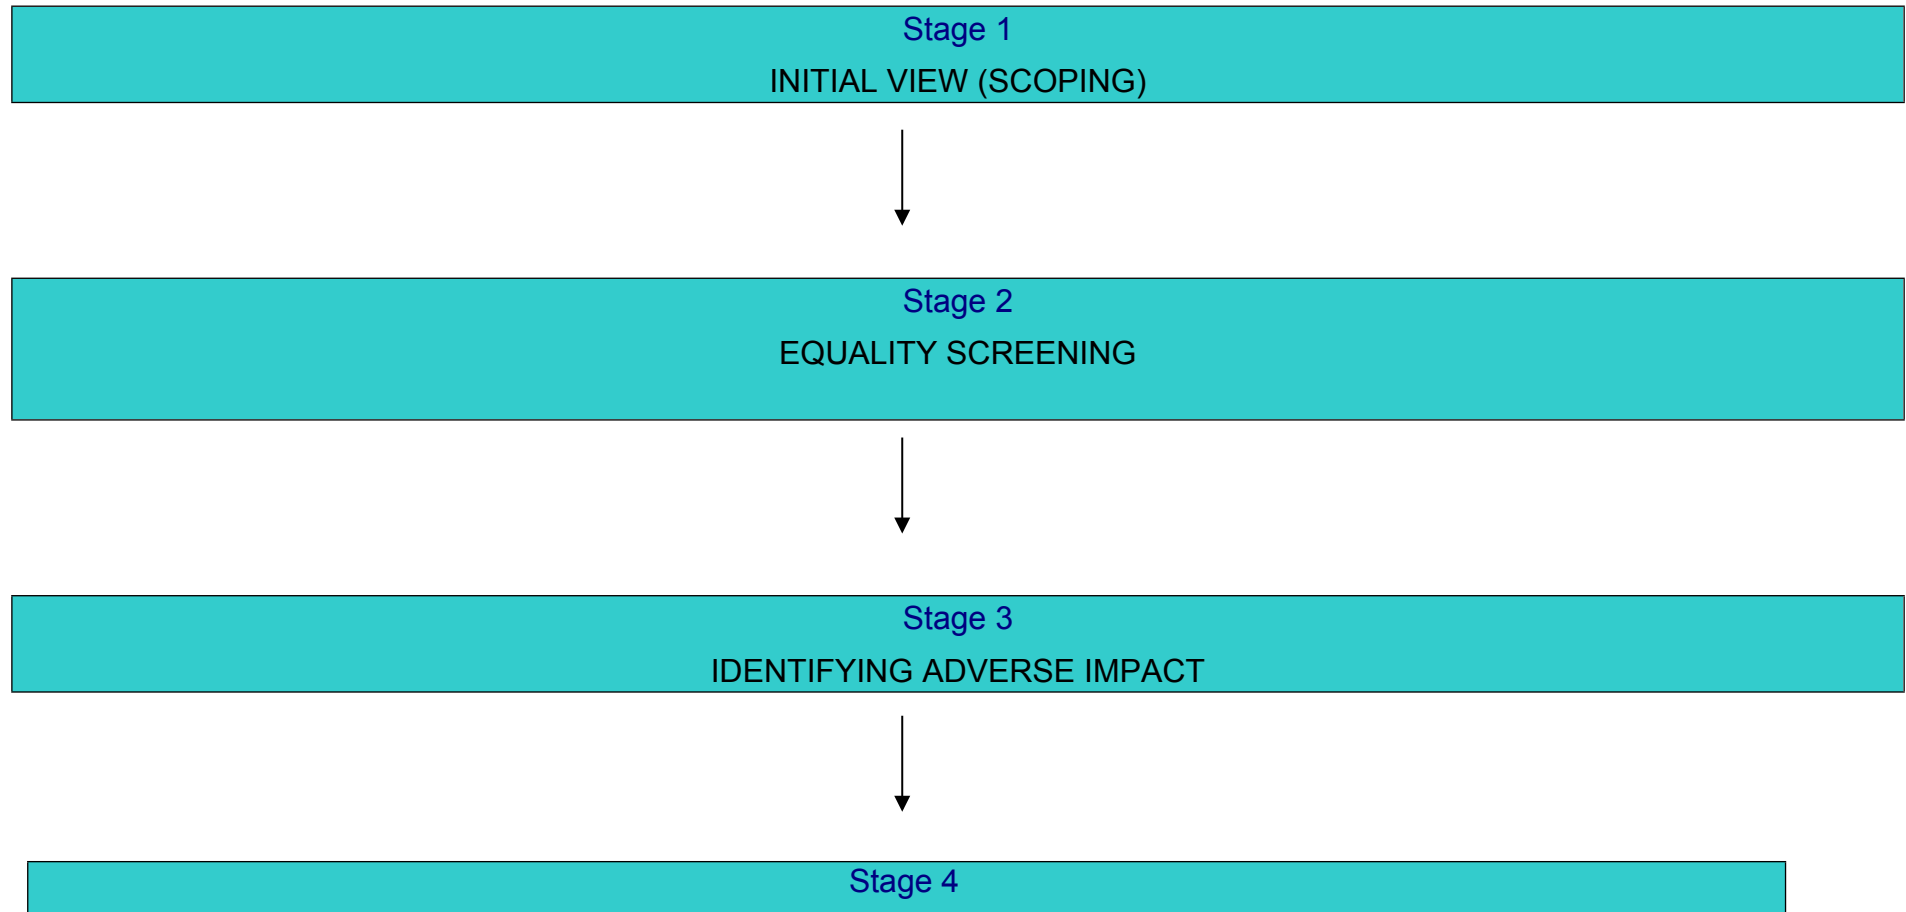 Stage 1
INITIAL VIEW (SCOPING)
Stage 2
EQUALITY SCREENING
Stage 3
IDENTIFYING ADVERSE IMPACT
Stage 4